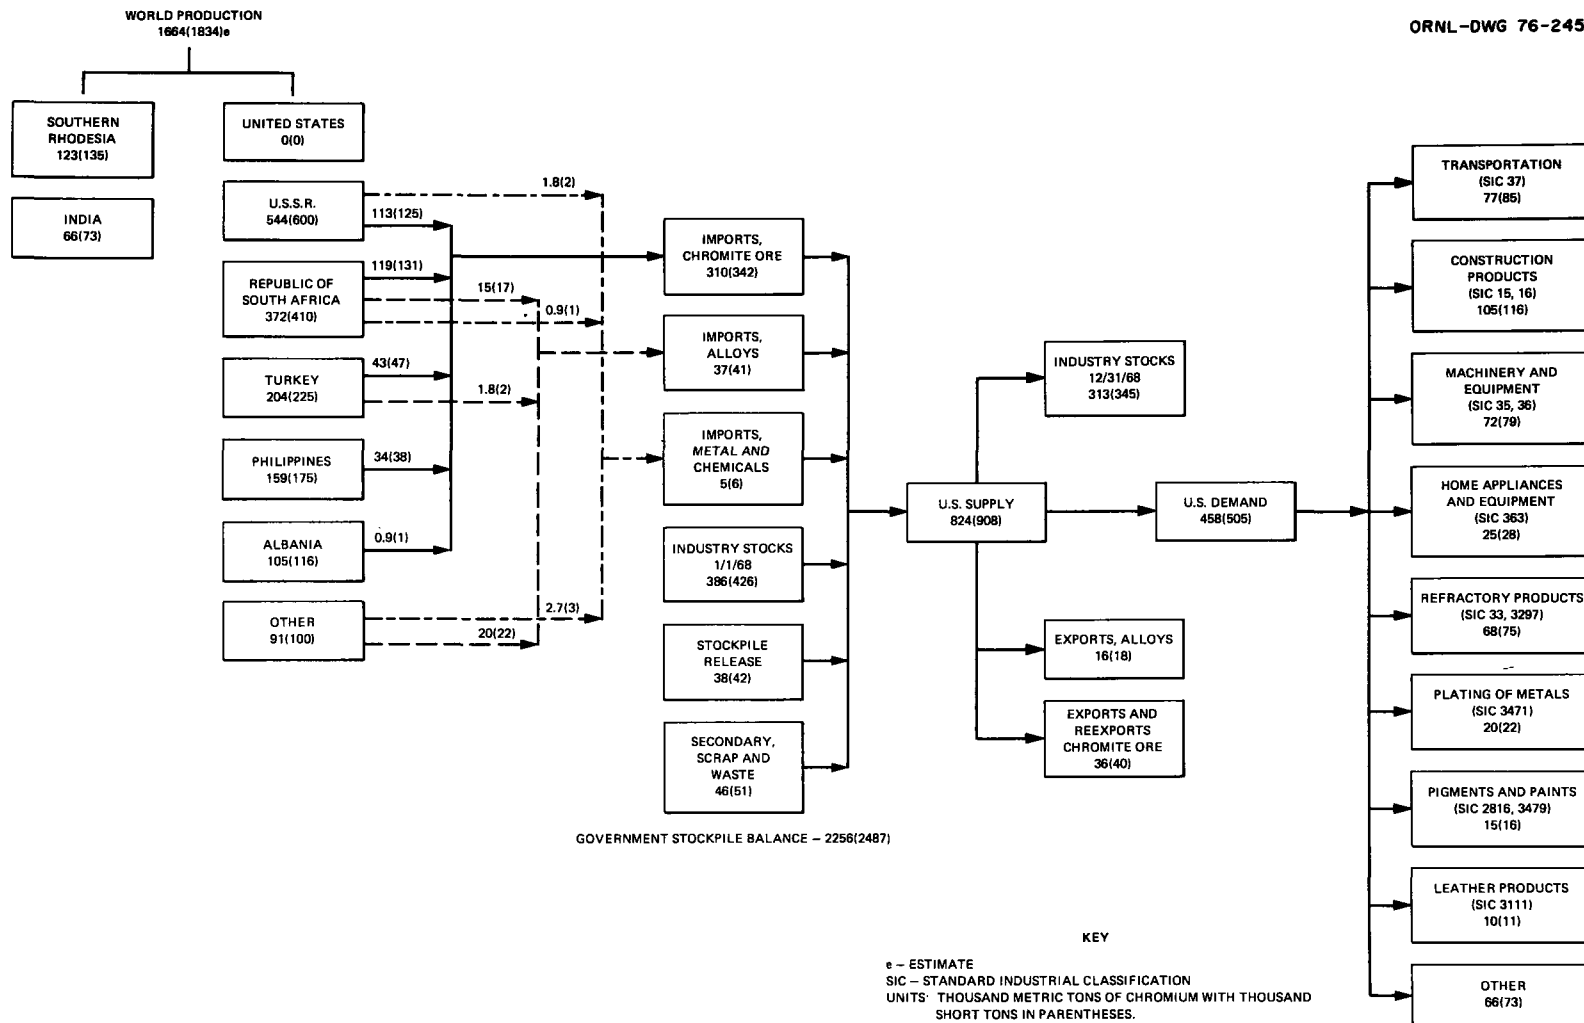 WORLD PRODUCTION
1664(1834)e
ORNL-DWG 76-245
SOUTHERN
RHODESIA
123(135)
INDIA
66(73)
UNITED STATES
0(0)
U.S.S.R.
544(600)
REPUBLIC OF
SOUTH AFRICA
372(410)
TURKEY
204(225)
PHILIPPINES
159(175)
ALBANIA
105(116)
OTHER
91(100)
1.8(2)
113(125)
119(131)
15(17)
0.9(1)
43(47)
1.8(2)
34(38)
0.9(1)
2.7(3)
20(22)
IMPORTS,
CHROMITE ORE
310(342)
IMPORTS,
ALLOYS
37(41)
IMPORTS,
METAL AND
CHEMICALS
5(6)
INDUSTRY STOCKS
1/1/68
386(426)
STOCKPILE
RELEASE
38(42)
SECONDARY,
SCRAP AND
WASTE
46(51)
GOVERNMENT STOCKPILE BALANCE – 2256(2487)
U.S. SUPPLY
824(908)
INDUSTRY STOCKS
12/31/68
313(345)
U.S. DEMAND
458(505)
EXPORTS, ALLOYS
16(18)
EXPORTS AND
REEXPORTS
CHROMITE ORE
36(40)
TRANSPORTATION
(SIC 37)
77(85)
CONSTRUCTION
PRODUCTS
(SIC 15, 16)
105(116)
MACHINERY AND
EQUIPMENT
(SIC 35, 36)
72(79)
HOME APPLIANCES
AND EQUIPMENT
(SIC 363)
25(28)
REFRACTORY PRODUCTS
(SIC 33, 3297)
68(75)
PLATING OF METALS
(SIC 3471)
20(22)
PIGMENTS AND PAINTS
(SIC 2816, 3479)
15(16)
LEATHER PRODUCTS
(SIC 3111)
10(11)
OTHER
66(73)
KEY
e – ESTIMATE
SIC – STANDARD INDUSTRIAL CLASSIFICATION
UNITS: THOUSAND METRIC TONS OF CHROMIUM WITH THOUSAND
SHORT TONS IN PARENTHESES.